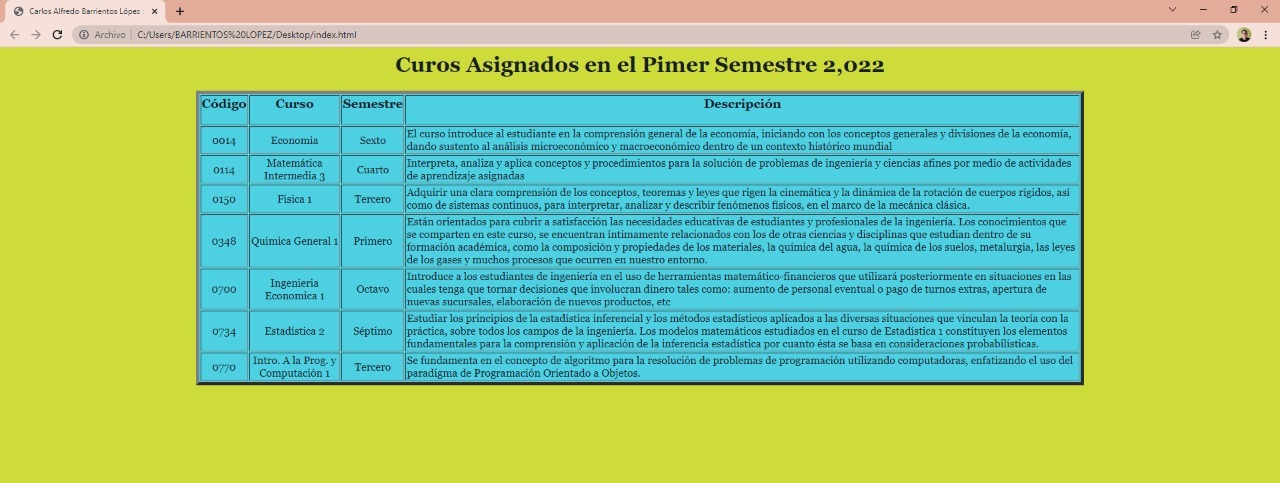 Carlos Alfredo Barrientos López
Archivo | C:/Users/BARRIENTOS%20LOPEZ/Desktop/index.html
Curos Asignados en el Pimer Semestre 2,022
Código Curso Semestre Descripción
0014 Economia Sexto El curso introduce al estudiante en la comprensión general de la economía, iniciando con los conceptos generales y divisiones de la economía,
dando sustento al análisis microeconómico y macroeconómico dentro de un contexto histórico mundial
0114 Matemática Intermedia 3 Cuarto Interpreta, analiza y aplica conceptos y procedimientos para la solución de problemas de ingeniería y ciencias afines por medio de actividades
de aprendizaje asignadas
0150 Física 1 Tercero Adquirir una clara comprensión de los conceptos, teoremas y leyes que rigen la cinemática y la dinámica de la rotación de cuerpos rígidos, así
como de sistemas continuos, para interpretar, analizar y describir fenómenos físicos, en el marco de la mecánica clásica.
0348 Quimica General 1 Primero Están orientados para cubrir a satisfacción las necesidades educativas de estudiantes y profesionales de la ingeniería. Los conocimientos que
se comparten en este curso, se encuentran íntimamente relacionados con los de otras ciencias y disciplinas que estudian dentro de su
formación académica, como la composición y propiedades de los materiales, la química del agua, la química de los suelos, metalurgia, las leyes
de los gases y muchos procesos que ocurren en nuestro entorno.
0700 Ingenieria Economica 1 Octavo Introduce a los estudiantes de ingeniería en el uso de herramientas matemático-financieros que utilizará posteriormente en situaciones en las
cuales tenga que tornar decisiones que involucran dinero tales como: aumento de personal eventual o pago de turnos extras, apertura de
nuevas sucursales, elaboración de nuevos productos, etc
0734 Estadística 2 Séptimo Estudiar los principios de la estadística inferencial y los métodos estadísticos aplicados a las diversas situaciones que vinculan la teoría con la
práctica, sobre todos los campos de la ingeniería. Los modelos matemáticos estudiados en el curso de Estadística 1 constituyen los elementos
fundamentales para la comprensión y aplicación de la inferencia estadística por cuanto ésta se basa en consideraciones probabilísticas.
0770 Intro. A la Prog. y Computación 1 Tercero Se fundamenta en el concepto de algoritmo para la resolución de problemas de programación utilizando computadoras, enfatizando el uso del
paradigma de Programación Orientado a Objetos.